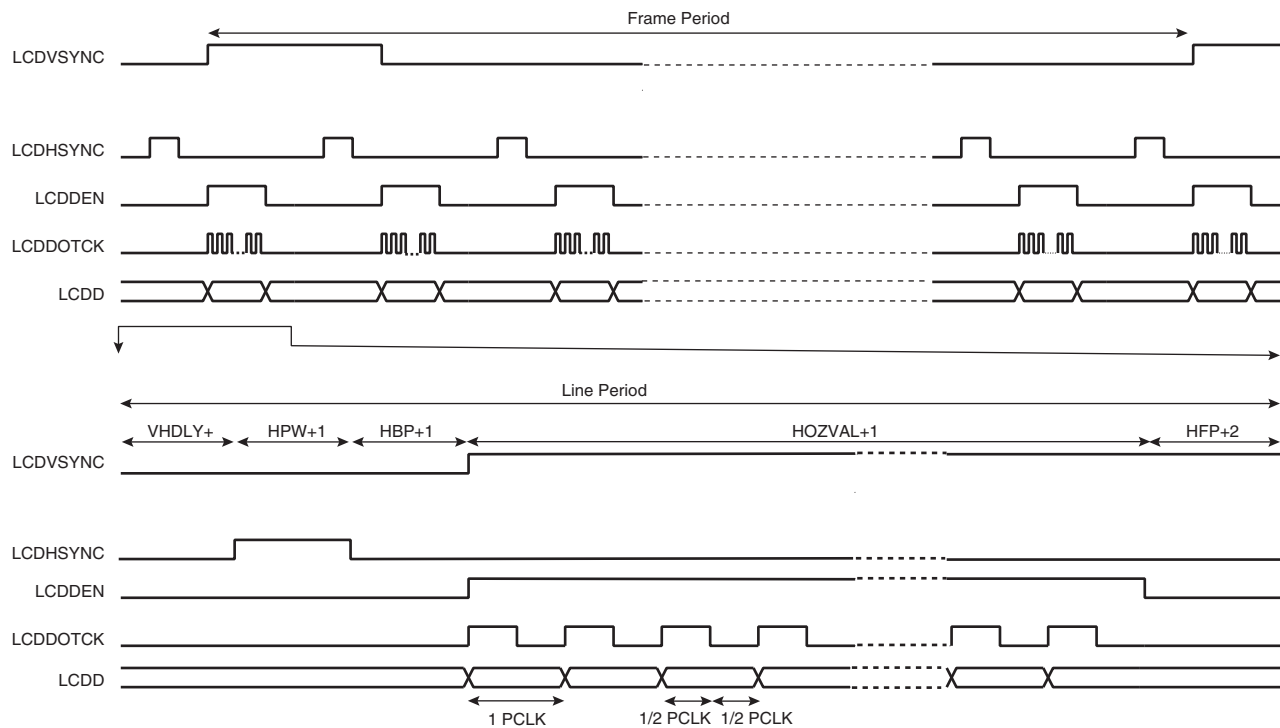 Frame Period
LCDVSYNC
LCDHSYNC
LCDDEN
LCDDOTCK
LCDD
Line Period
VHDLY+ HPW+1 HBP+1 HOZVAL+1 HFP+2
LCDVSYNC
LCDHSYNC
LCDDEN
LCDDOTCK
LCDD
1 PCLK 1/2 PCLK 1/2 PCLK